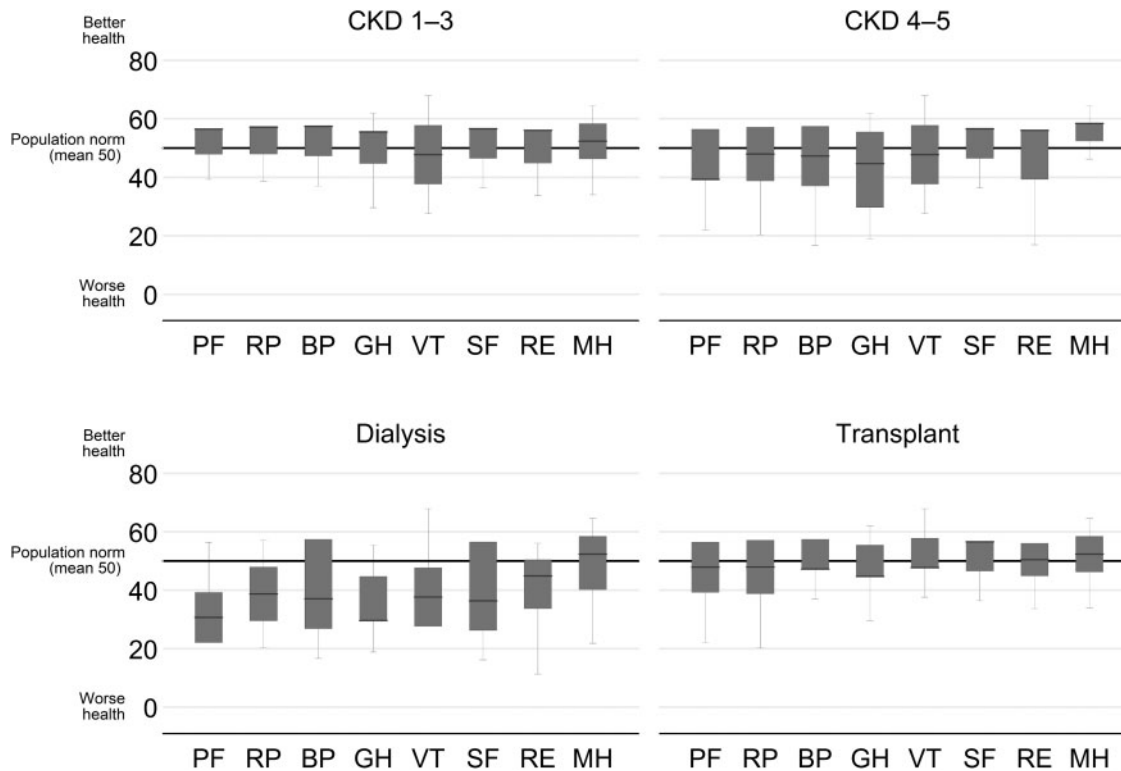 Better
health
CKD 1–3
CKD 4–5
80
60
Population norm
(mean 50)
40
20
Worse
health
0
PF RP BP GH VT SF RE MH
PF RP BP GH VT SF RE MH
Better
health
Dialysis
Transplant
80
60
Population norm
(mean 50)
40
20
Worse
health
0
PF RP BP GH VT SF RE MH
PF RP BP GH VT SF RE MH